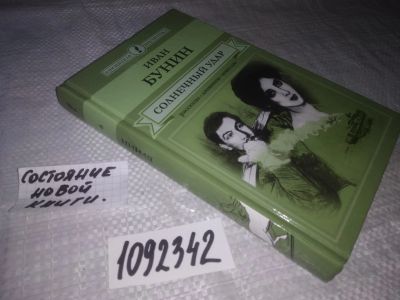 ИВАН
БУНИН
СОЛНЕЧНЫЙ УДАР
СОСТОЯНИЕ
НОВОЙ
КНИГИ.
1092342